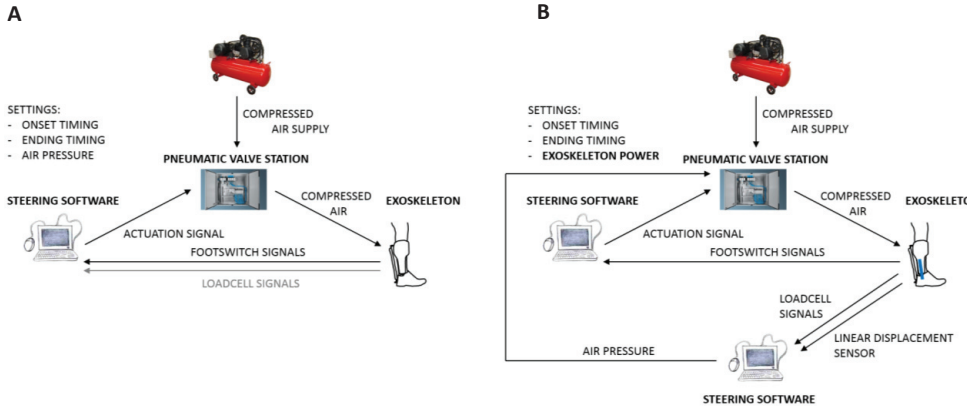 A
SETTINGS:
- ONSET TIMING
- ENDING TIMING
- AIR PRESSURE
COMPRESSED
AIR SUPPLY
PNEUMATIC VALVE STATION
STEERING SOFTWARE
ACTUATION SIGNAL
COMPRESSED
AIR
EXOSKELETON
FOOTSWITCH SIGNALS
LOADCELL SIGNALS
B
SETTINGS:
- ONSET TIMING
- ENDING TIMING
- EXOSKELETON POWER
COMPRESSED
AIR SUPPLY
PNEUMATIC VALVE STATION
STEERING SOFTWARE
ACTUATION SIGNAL
COMPRESSED
AIR
EXOSKELETO
FOOTSWITCH SIGNALS
LOADCELL
SIGNALS
LINEAR DISPLACEMENT
SENSOR
AIR PRESSURE
STEERING SOFTWARE